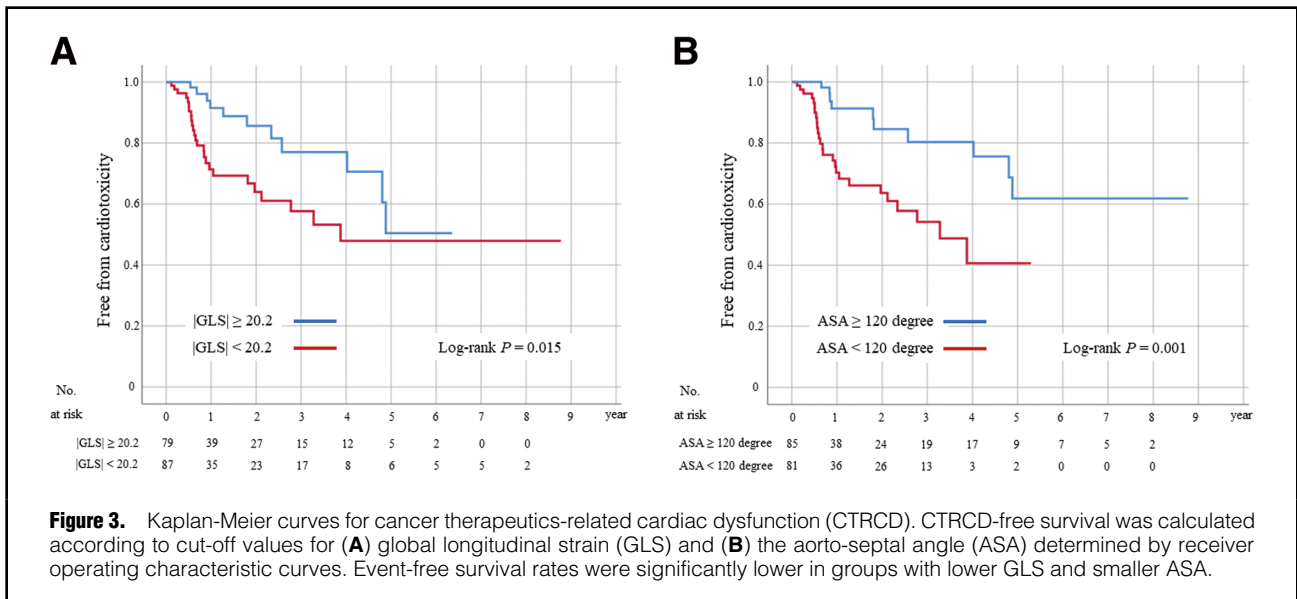 A
1.0
0.8
0.6
0.4
0.2
0
Free from cardiotoxicity
|GLS| ≥ 20.2
|GLS| < 20.2
Log-rank P = 0.015
No.
at risk
0 1 2 3 4 5 6 7 8 9 year
|GLS| ≥ 20.2 79 39 27 15 12 5 2 0 0
|GLS| < 20.2 87 35 23 17 8 6 5 5 2
B
1.0
0.8
0.6
0.4
0.2
0
Free from cardiotoxicity
ASA ≥ 120 degree
ASA < 120 degree
Log-rank P = 0.001
No.
at risk
0 1 2 3 4 5 6 7 8 9 year
ASA ≥ 120 degree 85 38 24 19 17 9 7 5 2
ASA < 120 degree 81 36 26 13 3 2 0 0 0
Figure 3. Kaplan-Meier curves for cancer therapeutics-related cardiac dysfunction (CTRCD). CTRCD-free survival was calculated
according to cut-off values for (A) global longitudinal strain (GLS) and (B) the aorto-septal angle (ASA) determined by receiver
operating characteristic curves. Event-free survival rates were significantly lower in groups with lower GLS and smaller ASA.